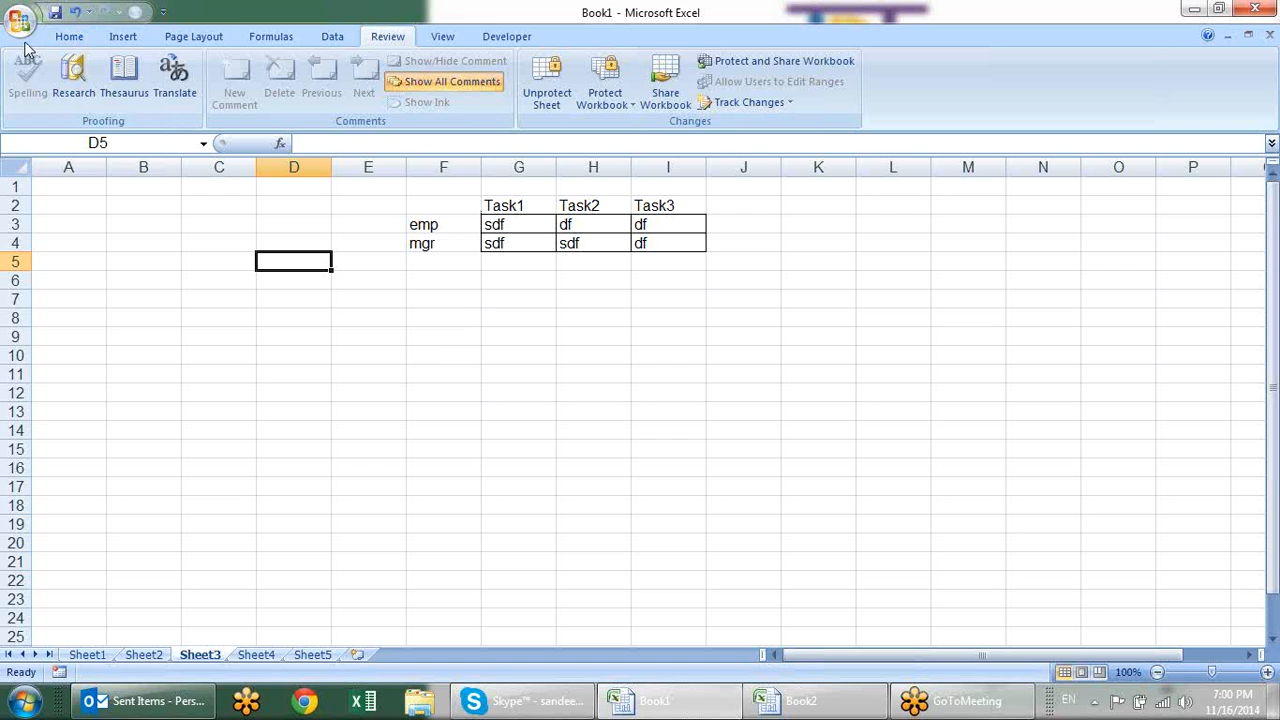 Book1 - Microsoft Excel
Home Insert Page Layout Formulas Data Review View Developer
ABC
Spelling Research Thesaurus Translate
Proofing
New Comment Delete Previous Next
Show/Hide Comment
Show All Comments
Show Ink
Comments
Unprotect Sheet Protect Workbook Share Workbook
Protect and Share Workbook
Allow Users to Edit Ranges
Track Changes
Changes
D5 fx
A B C D E F G H I J K L M N O P
1
2 Task1 Task2 Task3
3 emp sdf df df
4 mgr sdf sdf df
5
6
7
8
9
10
11
12
13
14
15
16
17
18
19
20
21
22
23
24
25
Sheet1 Sheet2 Sheet3 Sheet4 Sheet5
Ready 100%
Sent Items - Pers... Skype™ - sandee... Book1 Book2 GoToMeeting EN 7:00 PM
11/16/2014